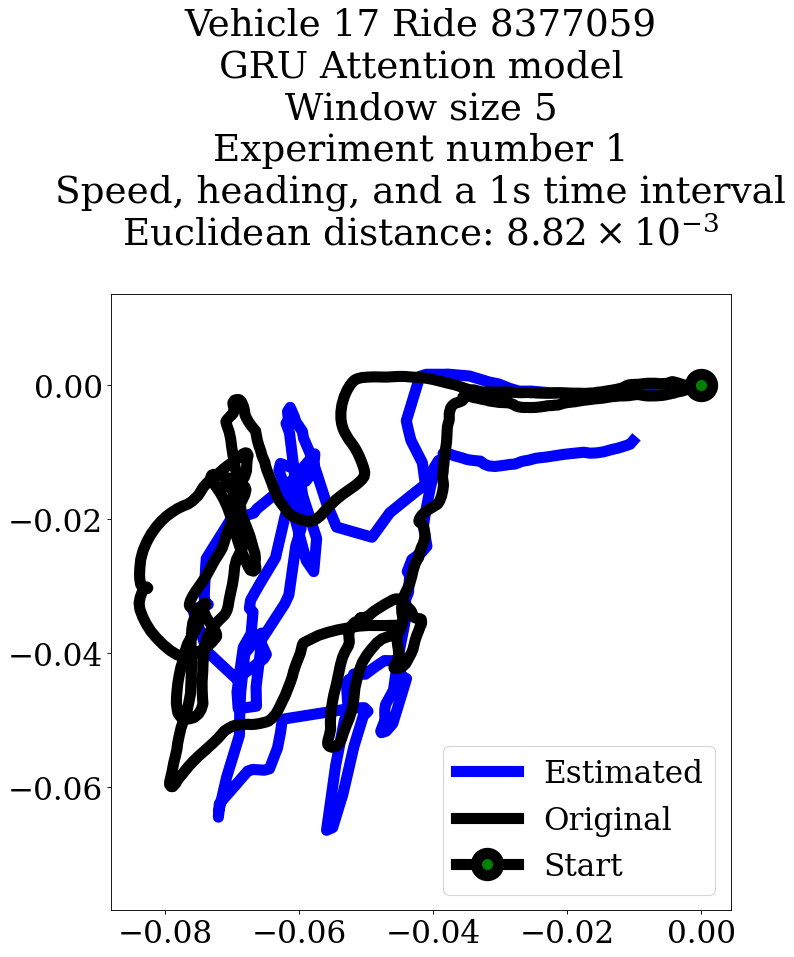 Vehicle 17 Ride 8377059
GRU Attention model
Window size 5
Experiment number 1
Speed, heading, and a 1s time interval
Euclidean distance: 8.82 × 10⁻³
0.00
−0.02
−0.04
−0.06
Estimated
Original
Start
−0.08 −0.06 −0.04 −0.02 0.00